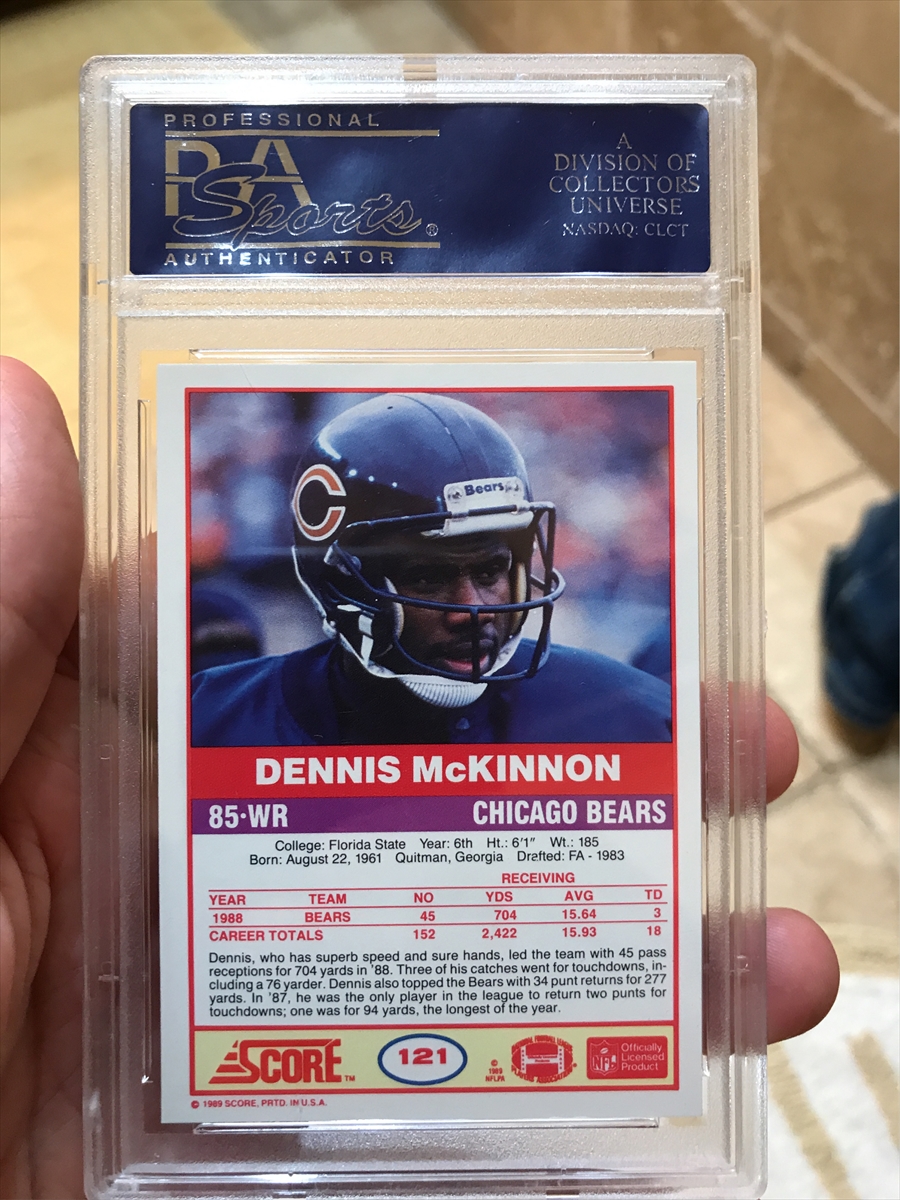 PROFESSIONAL
PSA
Sports®
AUTHENTICATOR
A
DIVISION OF
COLLECTORS
UNIVERSE
NASDAQ: CLCT
C
Bears
DENNIS McKINNON
85·WR CHICAGO BEARS
College: Florida State Year: 6th Ht.: 6'1" Wt.: 185
Born: August 22, 1961 Quitman, Georgia Drafted: FA - 1983
RECEIVING
YEAR TEAM NO YDS AVG TD
1988 BEARS 45 704 15.64 3
CAREER TOTALS 152 2,422 15.93 18
Dennis, who has superb speed and sure hands, led the team with 45 pass
receptions for 704 yards in '88. Three of his catches went for touchdowns, in-
cluding a 76 yarder. Dennis also topped the Bears with 34 punt returns for 277
yards. In '87, he was the only player in the league to return two punts for
touchdowns; one was for 94 yards, the longest of the year.
SCORE™ 121
© 1989 NFLPA
NFL
Officially
Licensed
Product
© 1989 SCORE, PRTD. IN U.S.A.